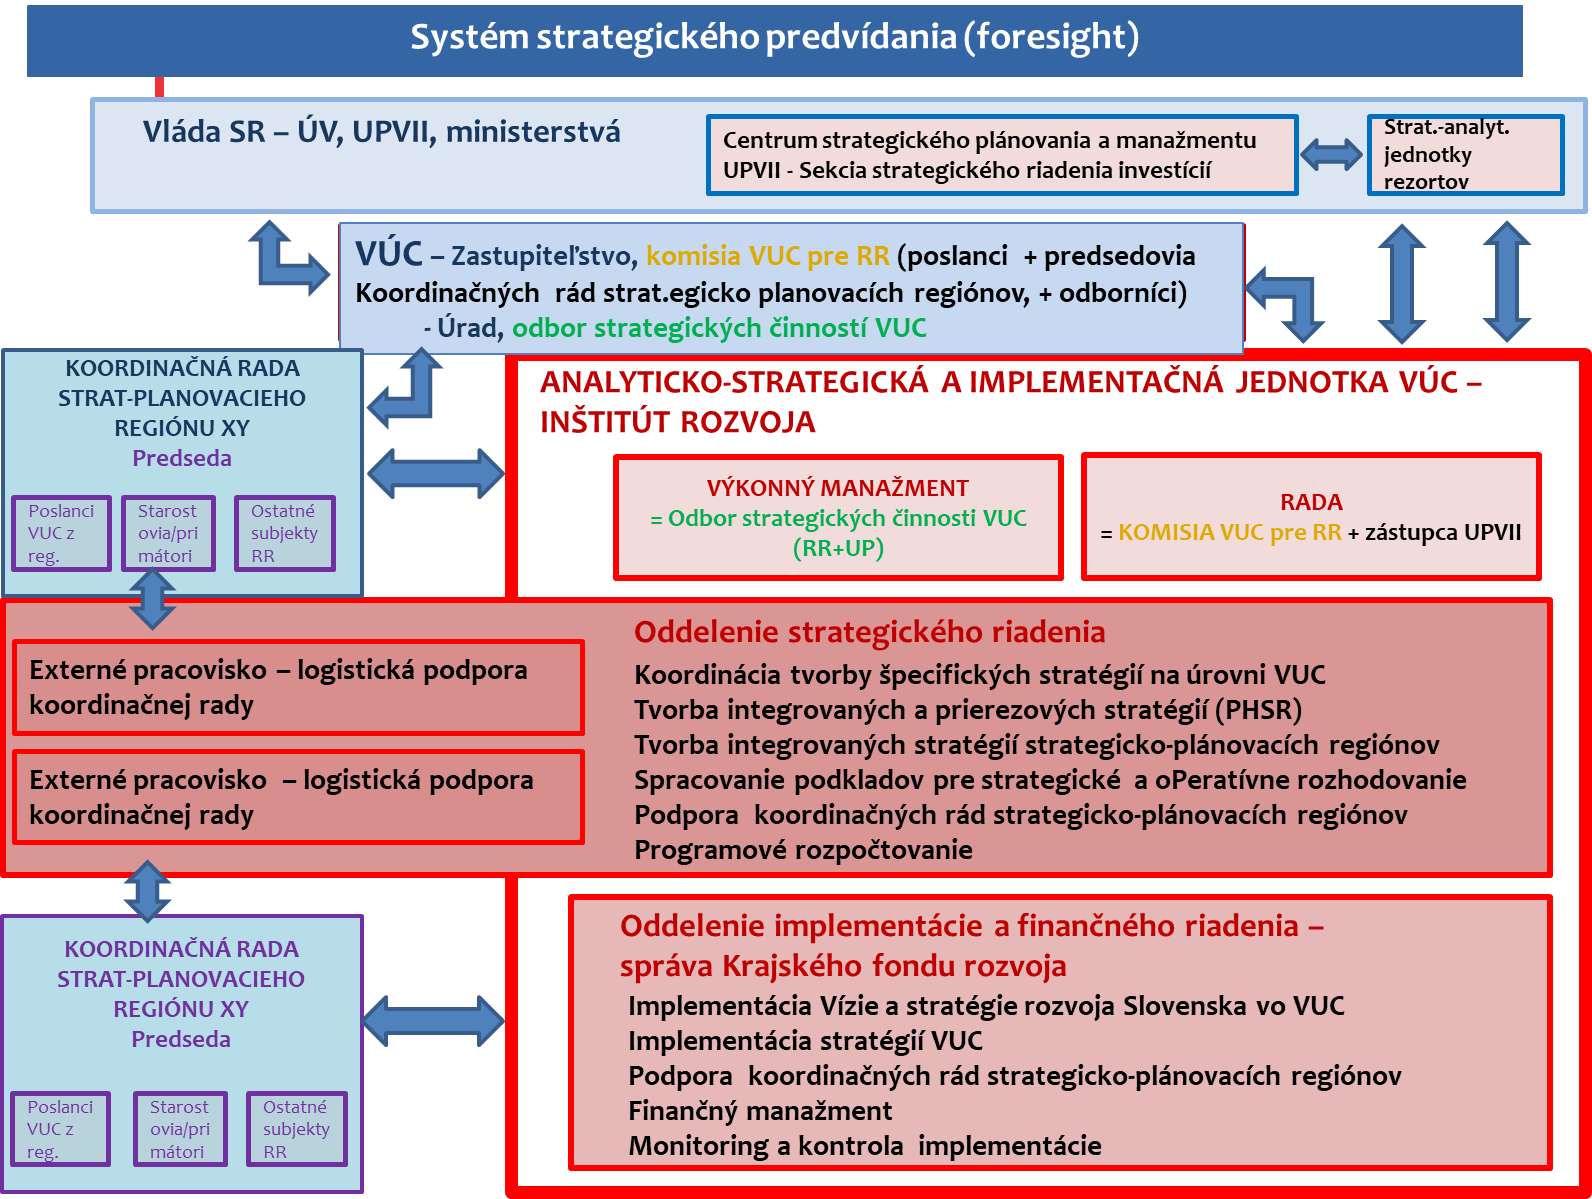 Systém strategického predvídania (foresight)
Vláda SR – ÚV, UPVII, ministerstvá
Centrum strategického plánovania a manažmentu
UPVII - Sekcia strategického riadenia investícií
Strat.-analyt.
jednotky
rezortov
VÚC – Zastupiteľstvo, komisia VUC pre RR (poslanci + predsedovia
Koordinačných rád strat.egicko planovacích regiónov, + odborníci)
- Úrad, odbor strategických činností VUC
KOORDINAČNÁ RADA
STRAT-PLANOVACIEHO
REGIÓNU XY
Predseda
Poslanci
VUC z
reg.
Starost
ovia/pri
mátori
Ostatné
subjekty
RR
ANALYTICKO-STRATEGICKÁ A IMPLEMENTAČNÁ JEDNOTKA VÚC –
INŠTITÚT ROZVOJA
VÝKONNÝ MANAŽMENT
= Odbor strategických činnosti VUC
(RR+UP)
RADA
= KOMISIA VUC pre RR + zástupca UPVII
Externé pracovisko – logistická podpora
koordinačnej rady
Externé pracovisko – logistická podpora
koordinačnej rady
Oddelenie strategického riadenia
Koordinácia tvorby špecifických stratégií na úrovni VUC
Tvorba integrovaných a prierezových stratégií (PHSR)
Tvorba integrovaných stratégií strategicko-plánovacích regiónov
Spracovanie podkladov pre strategické a oPeratívne rozhodovanie
Podpora koordinačných rád strategicko-plánovacích regiónov
Programové rozpočtovanie
KOORDINAČNÁ RADA
STRAT-PLANOVACIEHO
REGIÓNU XY
Predseda
Poslanci
VUC z
reg.
Starost
ovia/pri
mátori
Ostatné
subjekty
RR
Oddelenie implementácie a finančného riadenia –
správa Krajského fondu rozvoja
Implementácia Vízie a stratégie rozvoja Slovenska vo VUC
Implementácia stratégií VUC
Podpora koordinačných rád strategicko-plánovacích regiónov
Finančný manažment
Monitoring a kontrola implementácie